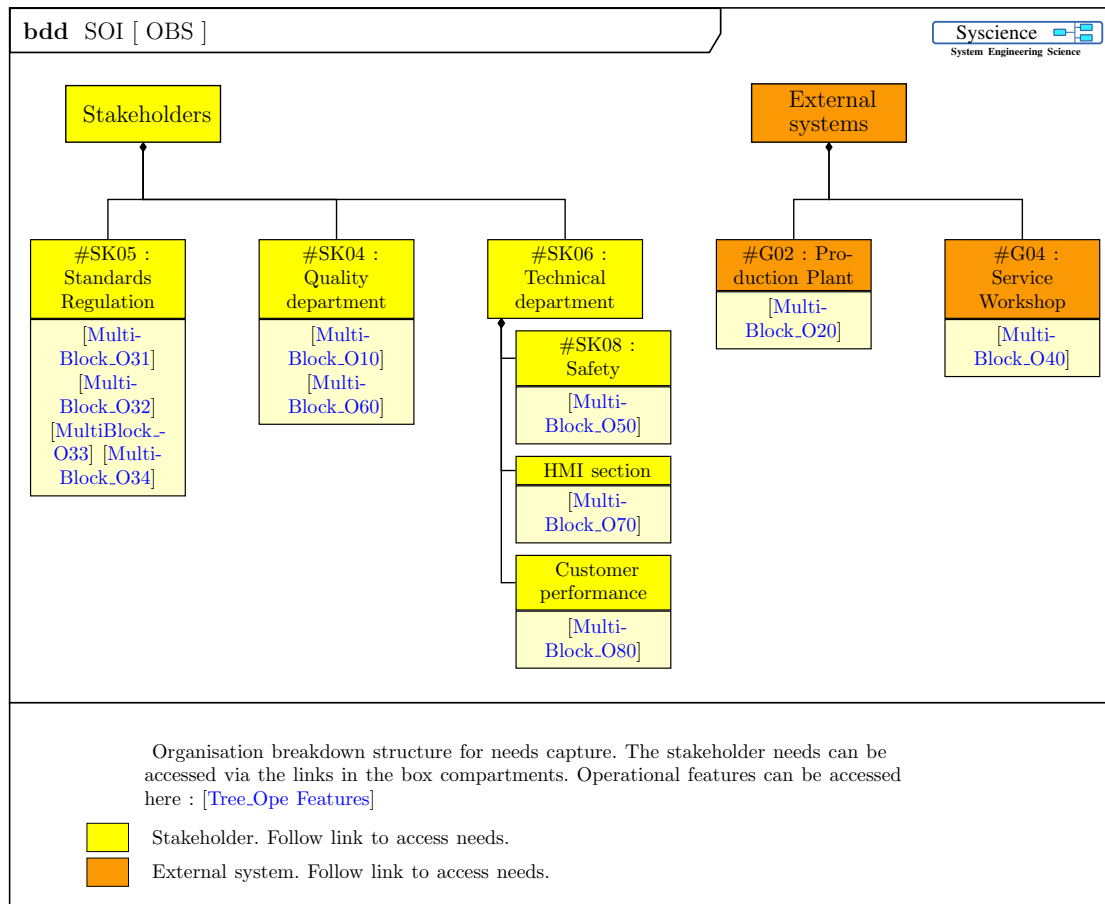 bdd SOI [ OBS ]
Syscience
System Engineering Science
Stakeholders
External
systems
#SK05 :
Standards
Regulation
[Multi-
Block_O31]
[Multi-
Block_O32]
[MultiBlock_-
O33] [Multi-
Block_O34]
#SK04 :
Quality
department
[Multi-
Block_O10]
[Multi-
Block_O60]
#SK06 :
Technical
department
#SK08 :
Safety
[Multi-
Block_O50]
HMI section
[Multi-
Block_O70]
Customer
performance
[Multi-
Block_O80]
#G02 : Pro-
duction Plant
[Multi-
Block_O20]
#G04 :
Service
Workshop
[Multi-
Block_O40]
Organisation breakdown structure for needs capture. The stakeholder needs can be
accessed via the links in the box compartments. Operational features can be accessed
here : [Tree_Ope Features]
Stakeholder. Follow link to access needs.
External system. Follow link to access needs.